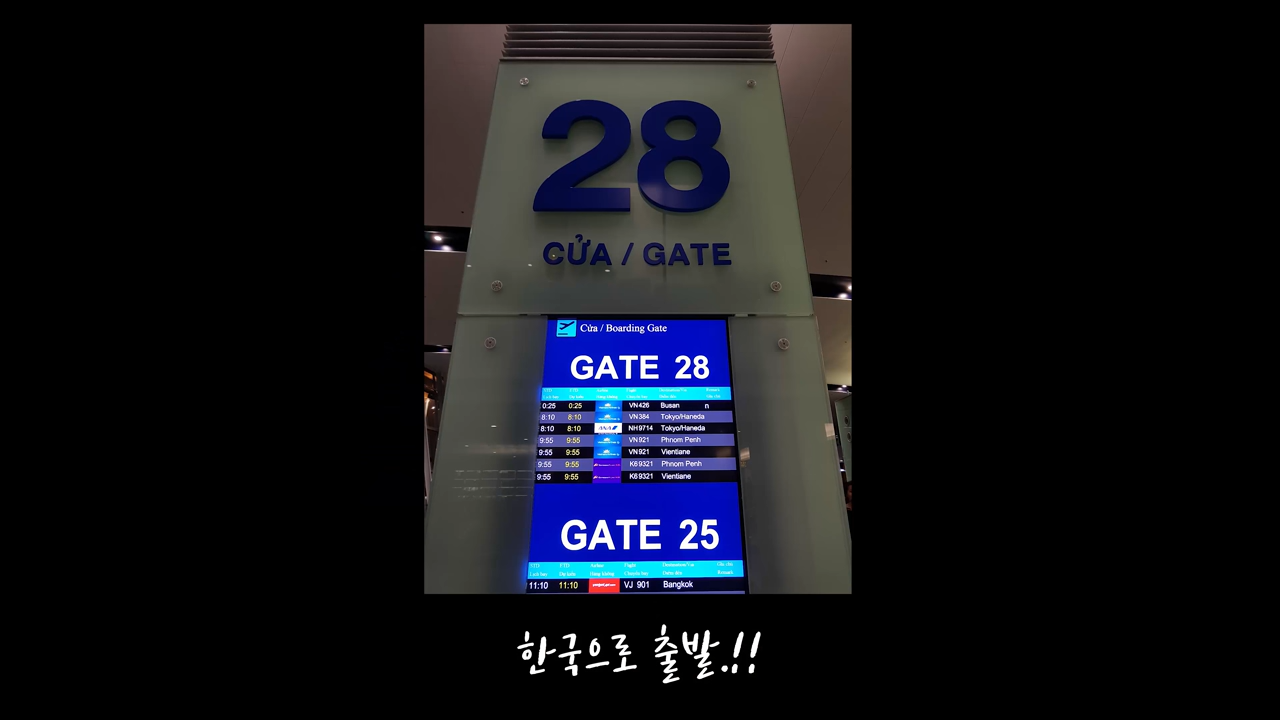 28
CỬA / GATE
Cửa / Boarding Gate
GATE 28
0:25 0:25 VN426 Busan n
8:10 8:10 VN384 Tokyo/Haneda
8:10 8:10 ANA NH9714 Tokyo/Haneda
9:55 9:55 VN921 Phnom Penh
9:55 9:55 VN921 Vientiane
9:55 9:55 K69321 Phnom Penh
9:55 9:55 K69321 Vientiane
GATE 25
11:10 11:10 VJ 901 Bangkok
한국으로 출발.!!